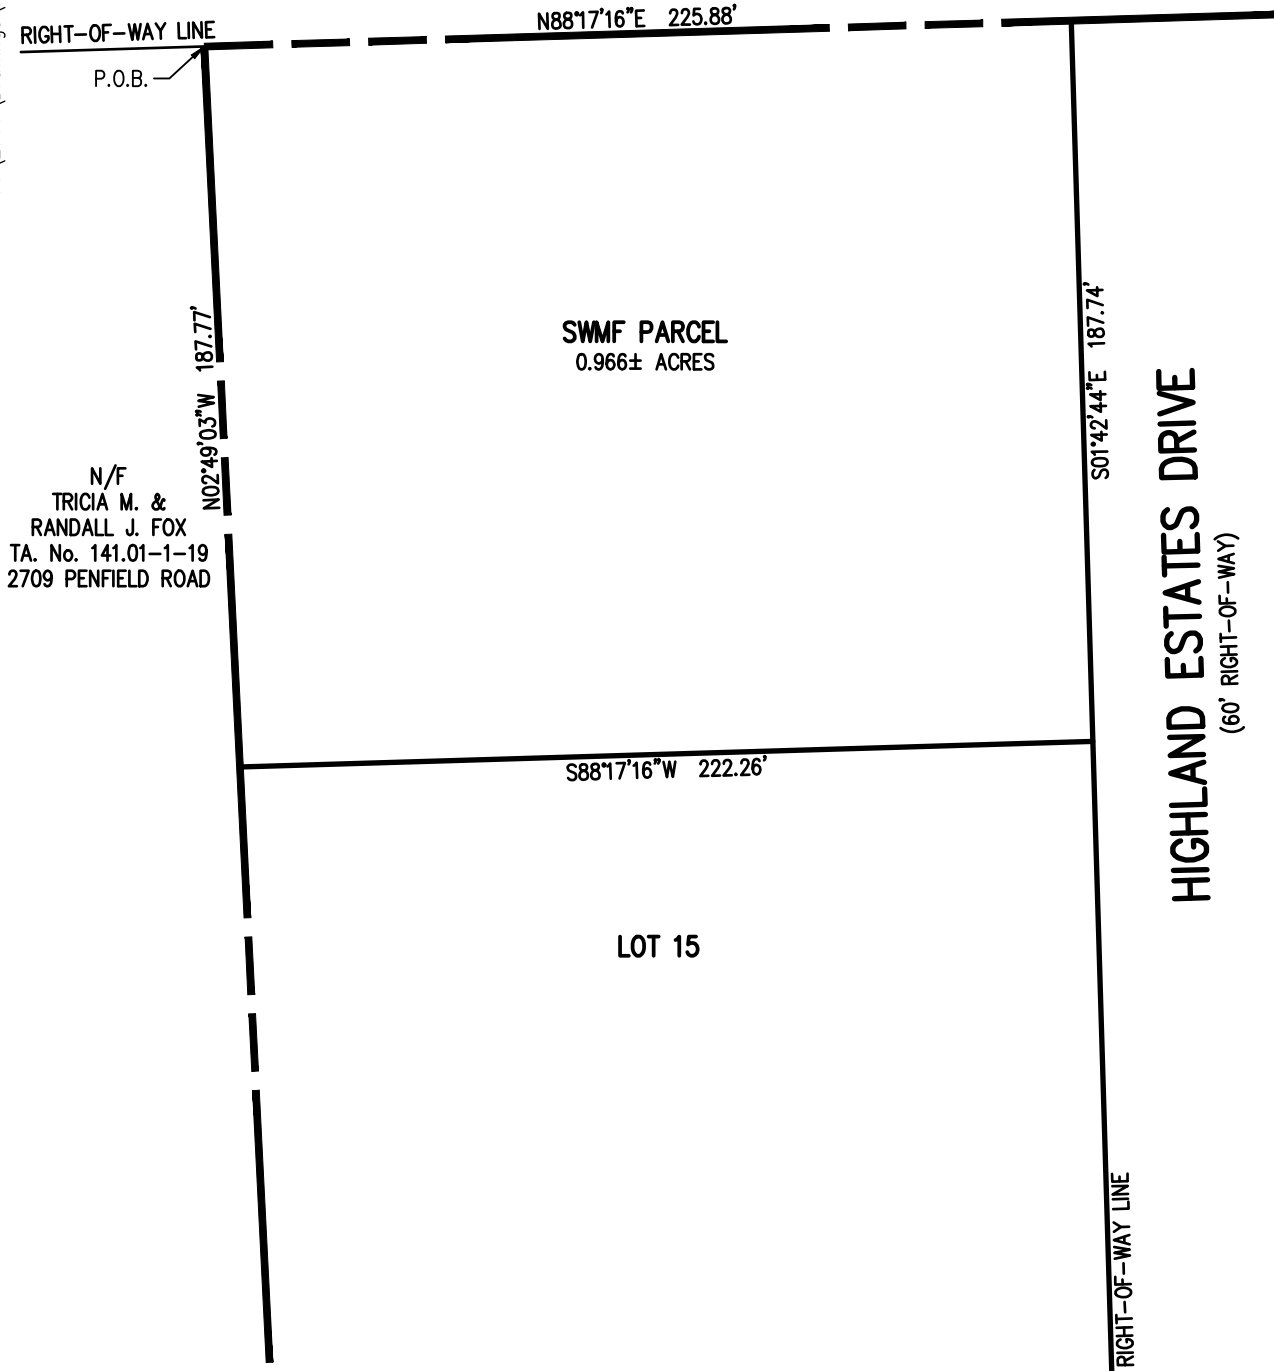 RIGHT-OF-WAY LINE
N88°17'16"E 225.88'
P.O.B.
N02°49'03"W 187.77'
SWMF PARCEL
0.966± ACRES
S01°42'44"E 187.74'
HIGHLAND ESTATES DRIVE
(60' RIGHT-OF-WAY)
N/F
TRICIA M. &
RANDALL J. FOX
TA. No. 141.01-1-19
2709 PENFIELD ROAD
S88°17'16"W 222.26'
LOT 15
RIGHT-OF-WAY LINE